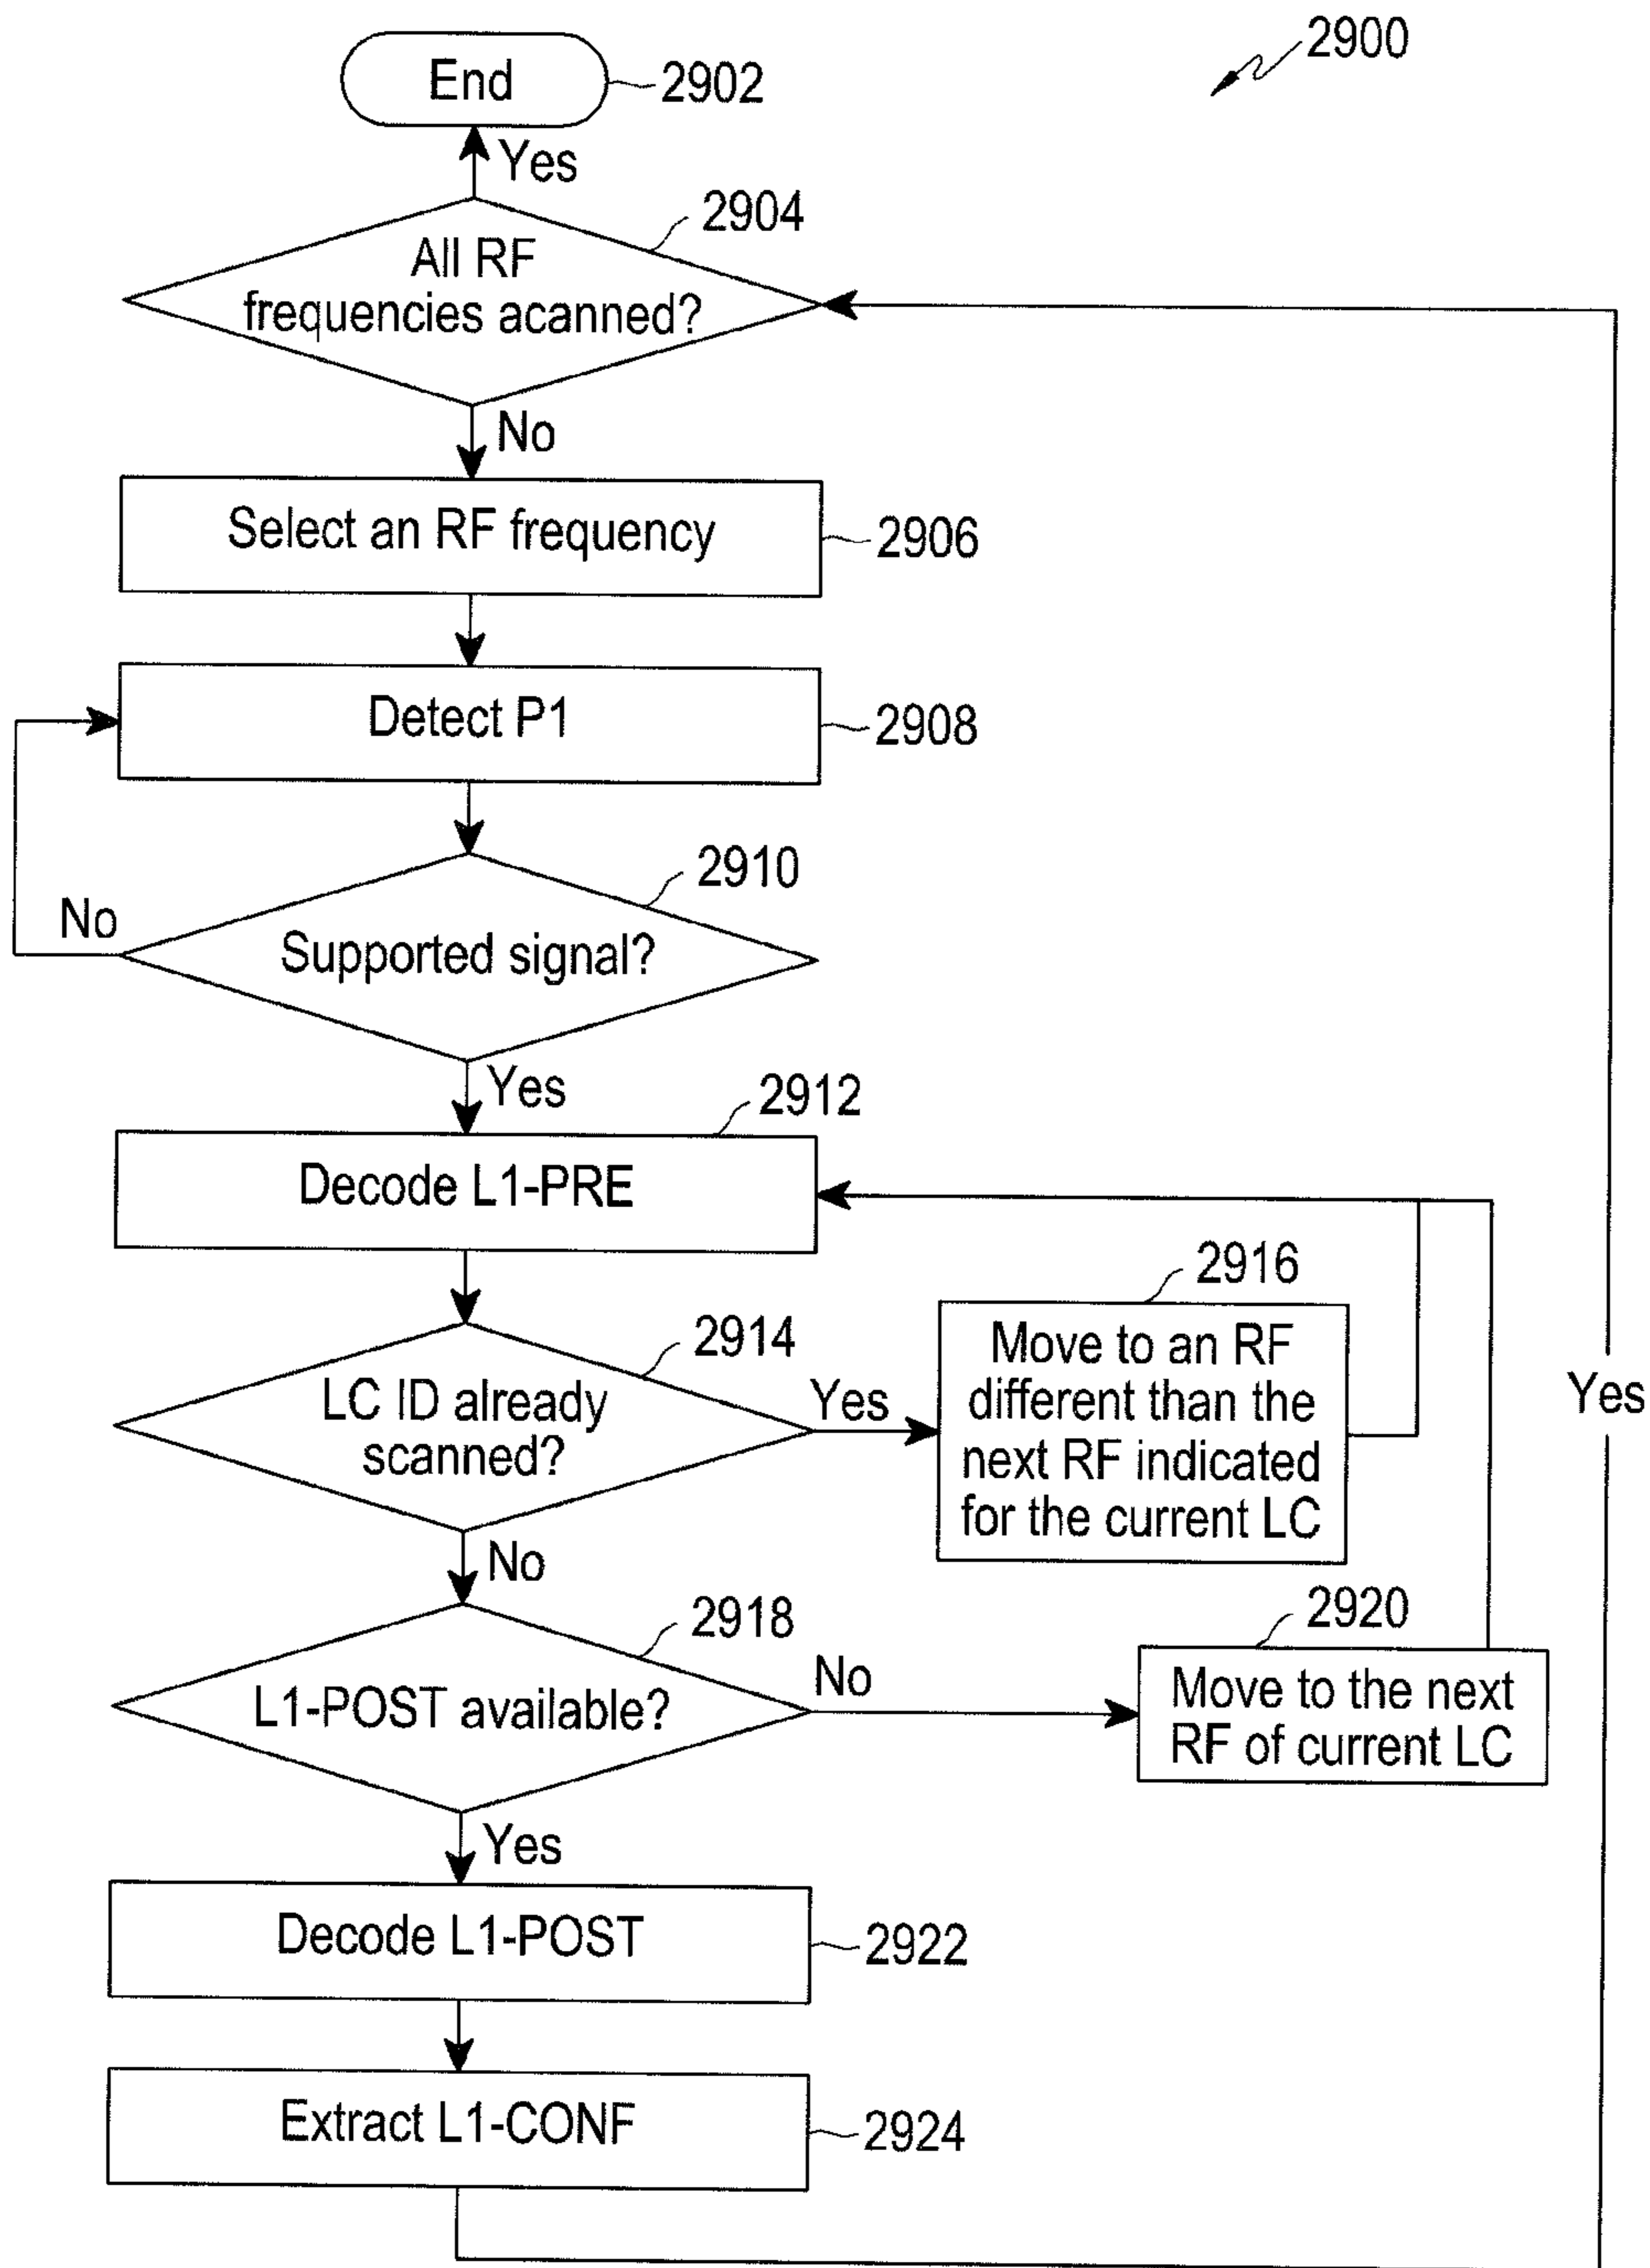 2900
End
2902
Yes
2904
All RF
frequencies acanned?
No
Select an RF frequency
2906
Detect P1
2908
2910
No
Supported signal?
Yes
2912
Decode L1-PRE
2914
LC ID already
scanned?
Yes
2916
Move to an RF
different than the
next RF indicated
for the current LC
Yes
No
2918
L1-POST available?
No
2920
Move to the next
RF of current LC
Yes
Decode L1-POST
2922
Extract L1-CONF
2924